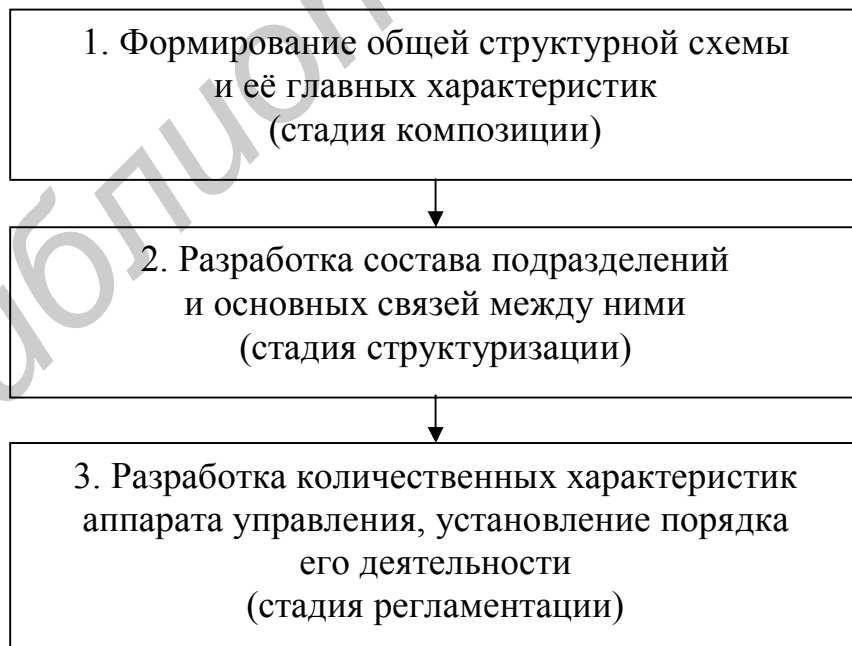 1. Формирование общей структурной схемы
и её главных характеристик
(стадия композиции)
2. Разработка состава подразделений
и основных связей между ними
(стадия структуризации)
3. Разработка количественных характеристик
аппарата управления, установление порядка
его деятельности
(стадия регламентации)